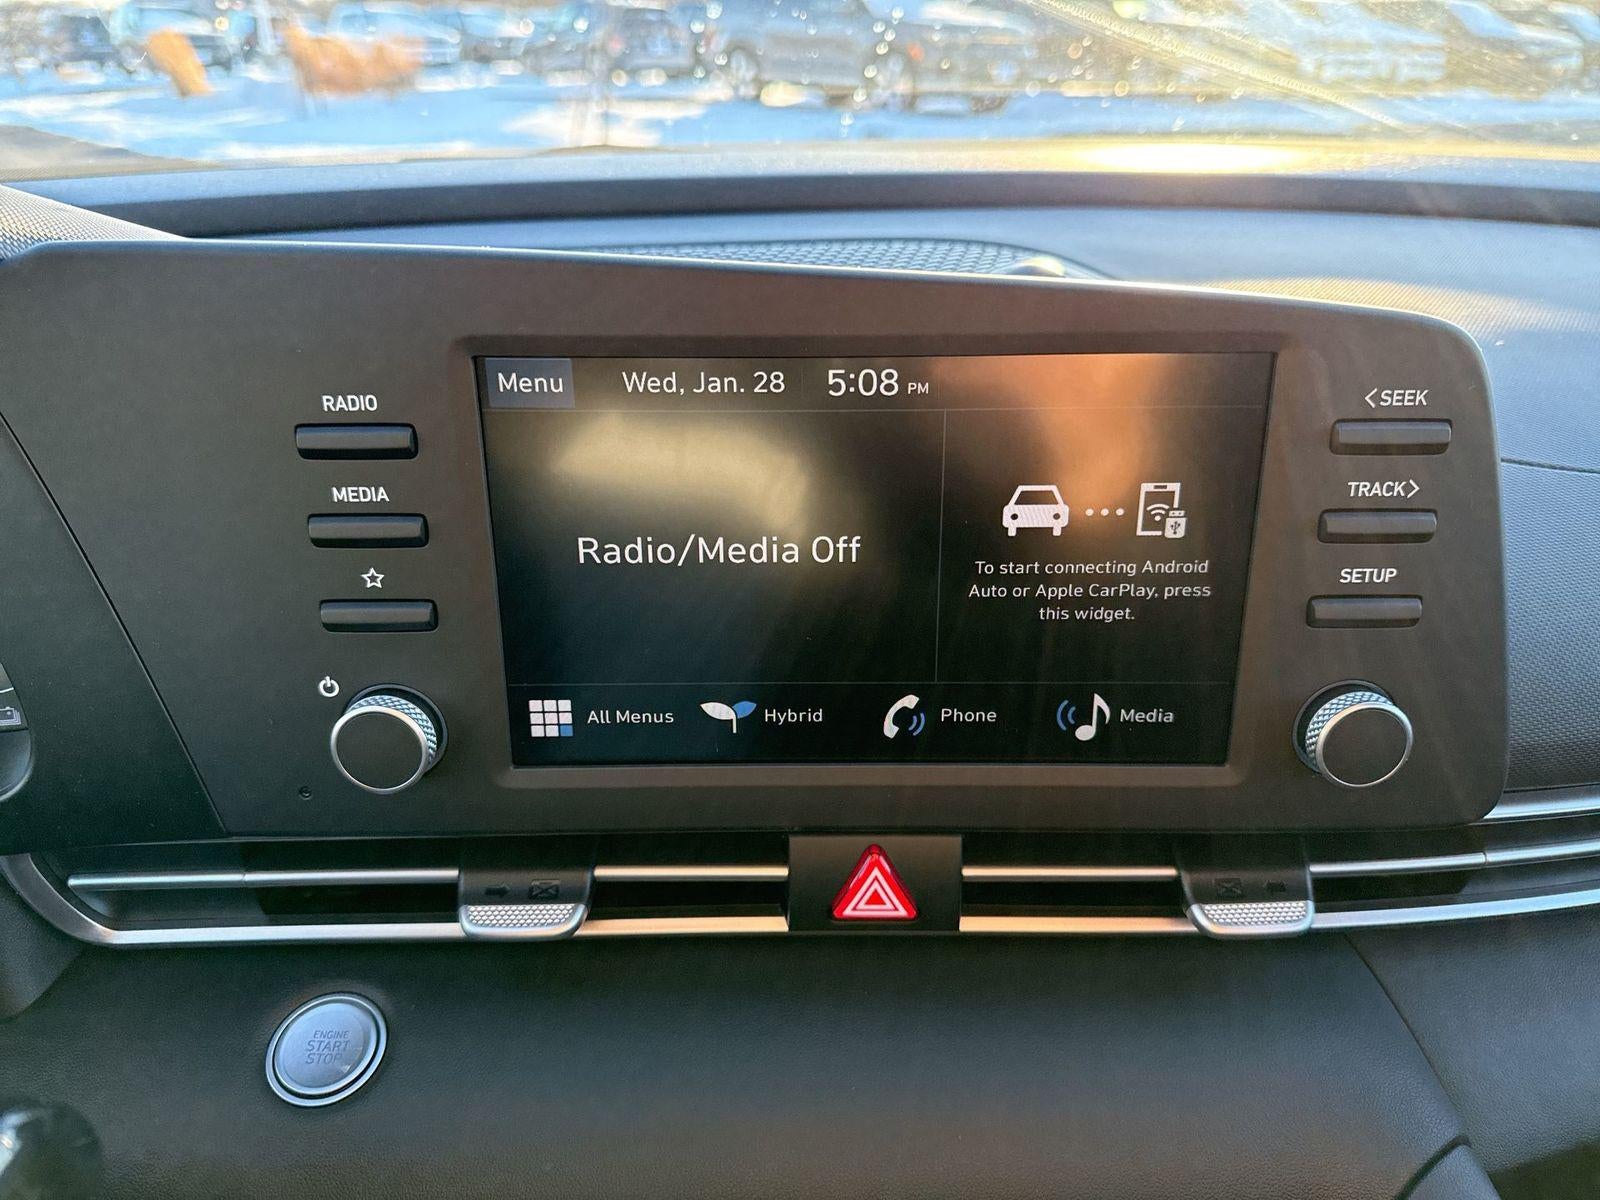 RADIO
MEDIA
Menu
Wed, Jan. 28
5:08 PM
Radio/Media Off
To start connecting Android
Auto or Apple CarPlay, press
this widget.
All Menus
Hybrid
Phone
Media
<SEEK
TRACK>
SETUP
ENGINE
START
STOP